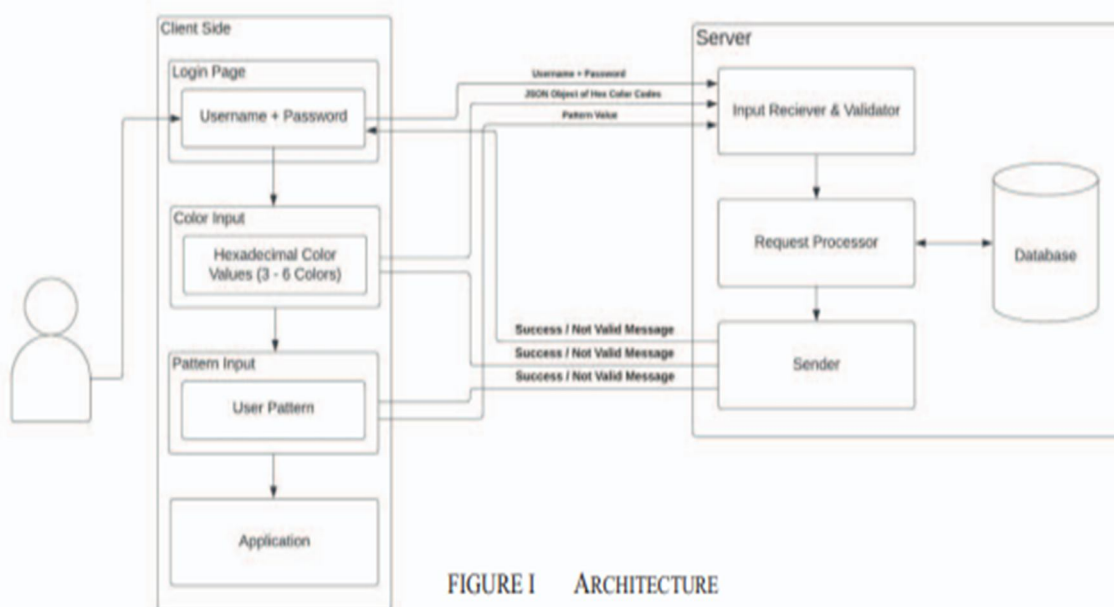 Client Side
Login Page
Username + Password
Color Input
Hexadecimal Color
Values (3 - 6 Colors)
Pattern Input
User Pattern
Application
Username + Password
JSON Object of Hex Color Codes
Pattern Value
Success / Not Valid Message
Success / Not Valid Message
Success / Not Valid Message
Server
Input Reciever & Validator
Request Processor
Database
Sender
FIGURE I ARCHITECTURE